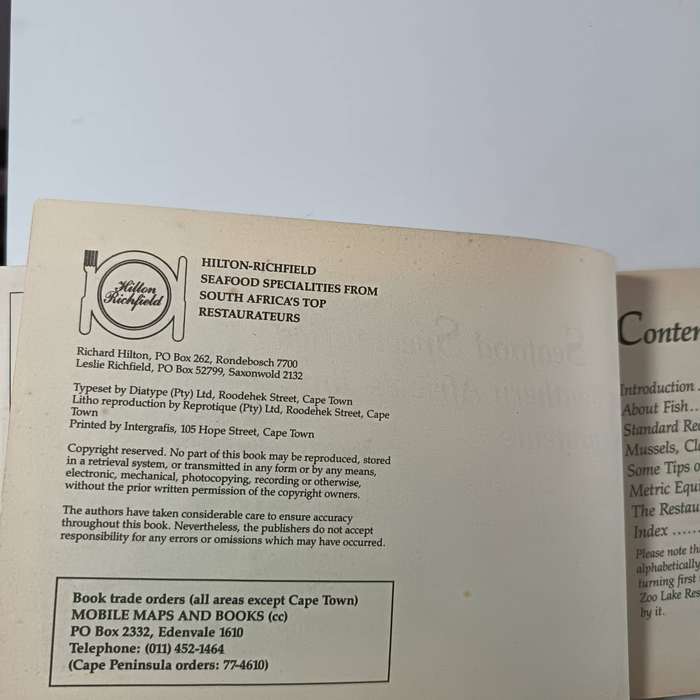 Hilton
Richfield
HILTON-RICHFIELD
SEAFOOD SPECIALITIES FROM
SOUTH AFRICA'S TOP
RESTAURATEURS
Richard Hilton, PO Box 262, Rondebosch 7700
Leslie Richfield, PO Box 52799, Saxonwold 2132
Typeset by Diatype (Pty) Ltd, Roodehek Street, Cape Town
Litho reproduction by Reprotique (Pty) Ltd, Roodehek Street, Cape
Town
Printed by Intergrafis, 105 Hope Street, Cape Town
Copyright reserved. No part of this book may be reproduced, stored
in a retrieval system, or transmitted in any form or by any means,
electronic, mechanical, photocopying, recording or otherwise,
without the prior written permission of the copyright owners.
The authors have taken considerable care to ensure accuracy
throughout this book. Nevertheless, the publishers do not accept
responsibility for any errors or omissions which may have occurred.
Book trade orders (all areas except Cape Town)
MOBILE MAPS AND BOOKS (cc)
PO Box 2332, Edenvale 1610
Telephone: (011) 452-1464
(Cape Peninsula orders: 77-4610)
Conten
Introduction .
About Fish...
Standard Rec
Mussels, Cl
Some Tips o
Metric Equi
The Restau
Index ......
Please note th
alphabetically
turning first
Zoo Lake Res
by it.